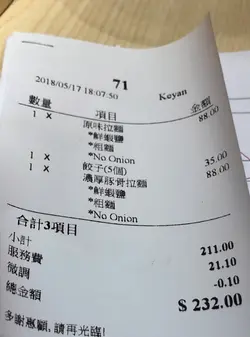 71
2018/05/17 18:07:50 Keyan
數量 項目 金額
1 x 原味拉麵 88.00
*鮮蝦鹽
*粗麵
*No Onion
1 x 餃子(5個) 35.00
1 x 濃厚豚骨拉麵 88.00
*鮮蝦鹽
*粗麵
*No Onion
合計3項目
小計 211.00
服務費 21.10
微調 -0.10
總金額 $ 232.00
多謝惠顧,請再光臨!